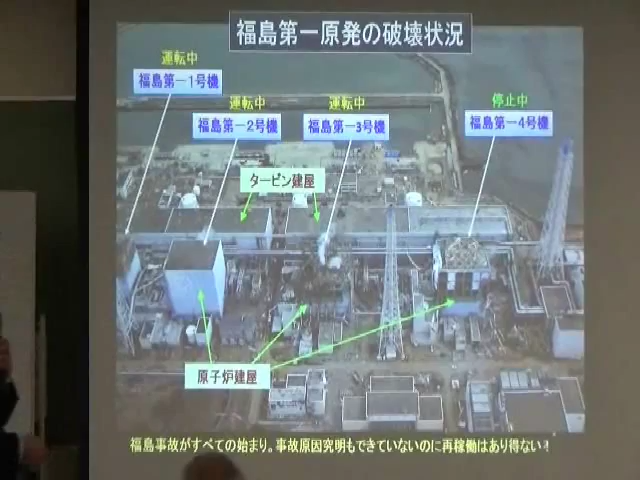 福島第一原発の破壊状況
運転中
福島第一1号機
運転中
福島第一2号機
運転中
福島第一3号機
停止中
福島第一4号機
タービン建屋
原子炉建屋
福島事故がすべての始まり。事故原因究明もできていないのに再稼働はあり得ない!